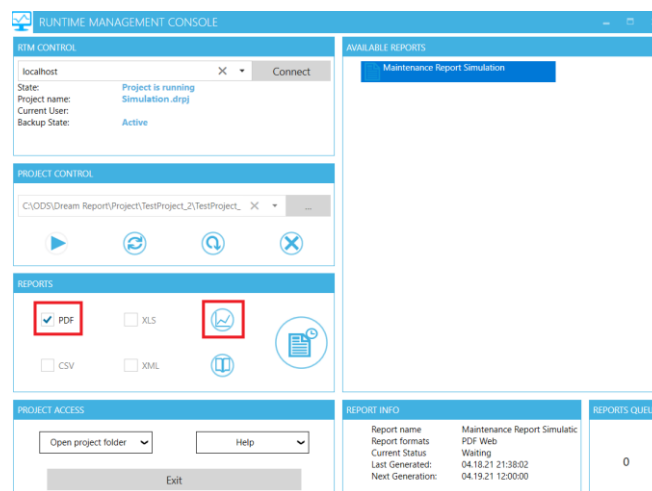 RUNTIME MANAGEMENT CONSOLE
RTM CONTROL
localhost
Connect
State: Project is running
Project name: Simulation.drpj
Current User:
Backup State: Active
PROJECT CONTROL
C:\ODS\Dream Report\Project\TestProject_2\TestProject_
...
REPORTS
PDF
XLS
CSV
XML
PROJECT ACCESS
Open project folder
Help
Exit
AVAILABLE REPORTS
Maintenance Report Simulation
REPORT INFO
Report name Maintenance Report Simulatic
Report formats PDF Web
Current Status Waiting
Last Generated: 04.18.21 21:38:02
Next Generation: 04.19.21 12:00:00
REPORTS QUEU
0